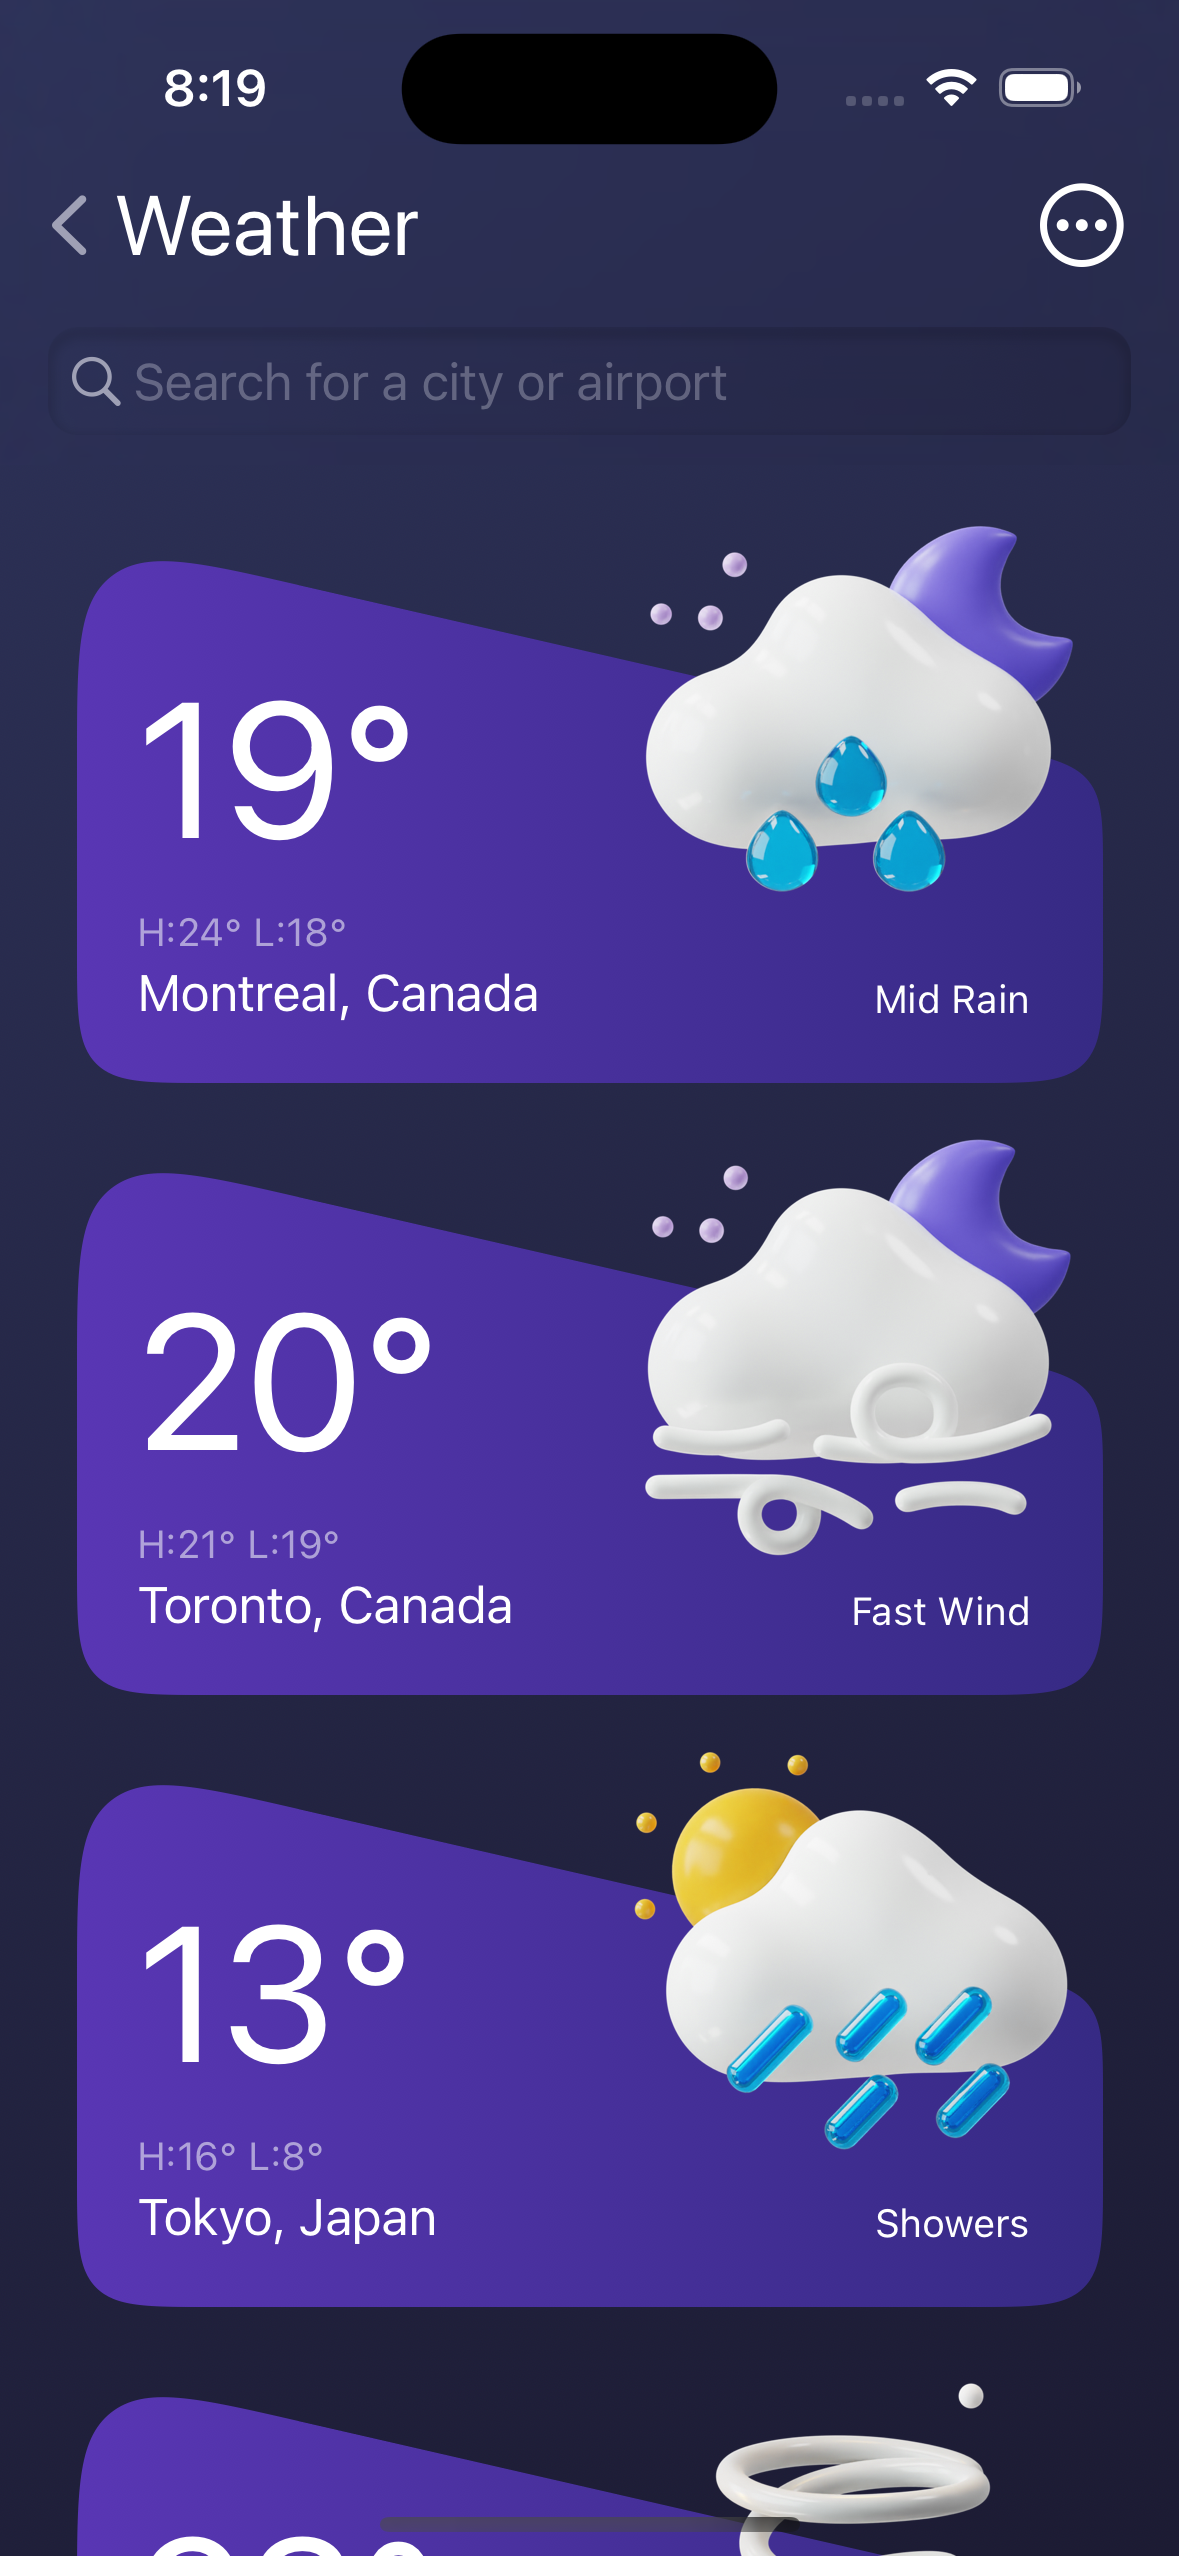 8:19
Weather
Search for a city or airport
19°
H:24° L:18°
Montreal, Canada
Mid Rain
20°
H:21° L:19°
Toronto, Canada
Fast Wind
13°
H:16° L:8°
Tokyo, Japan
Showers